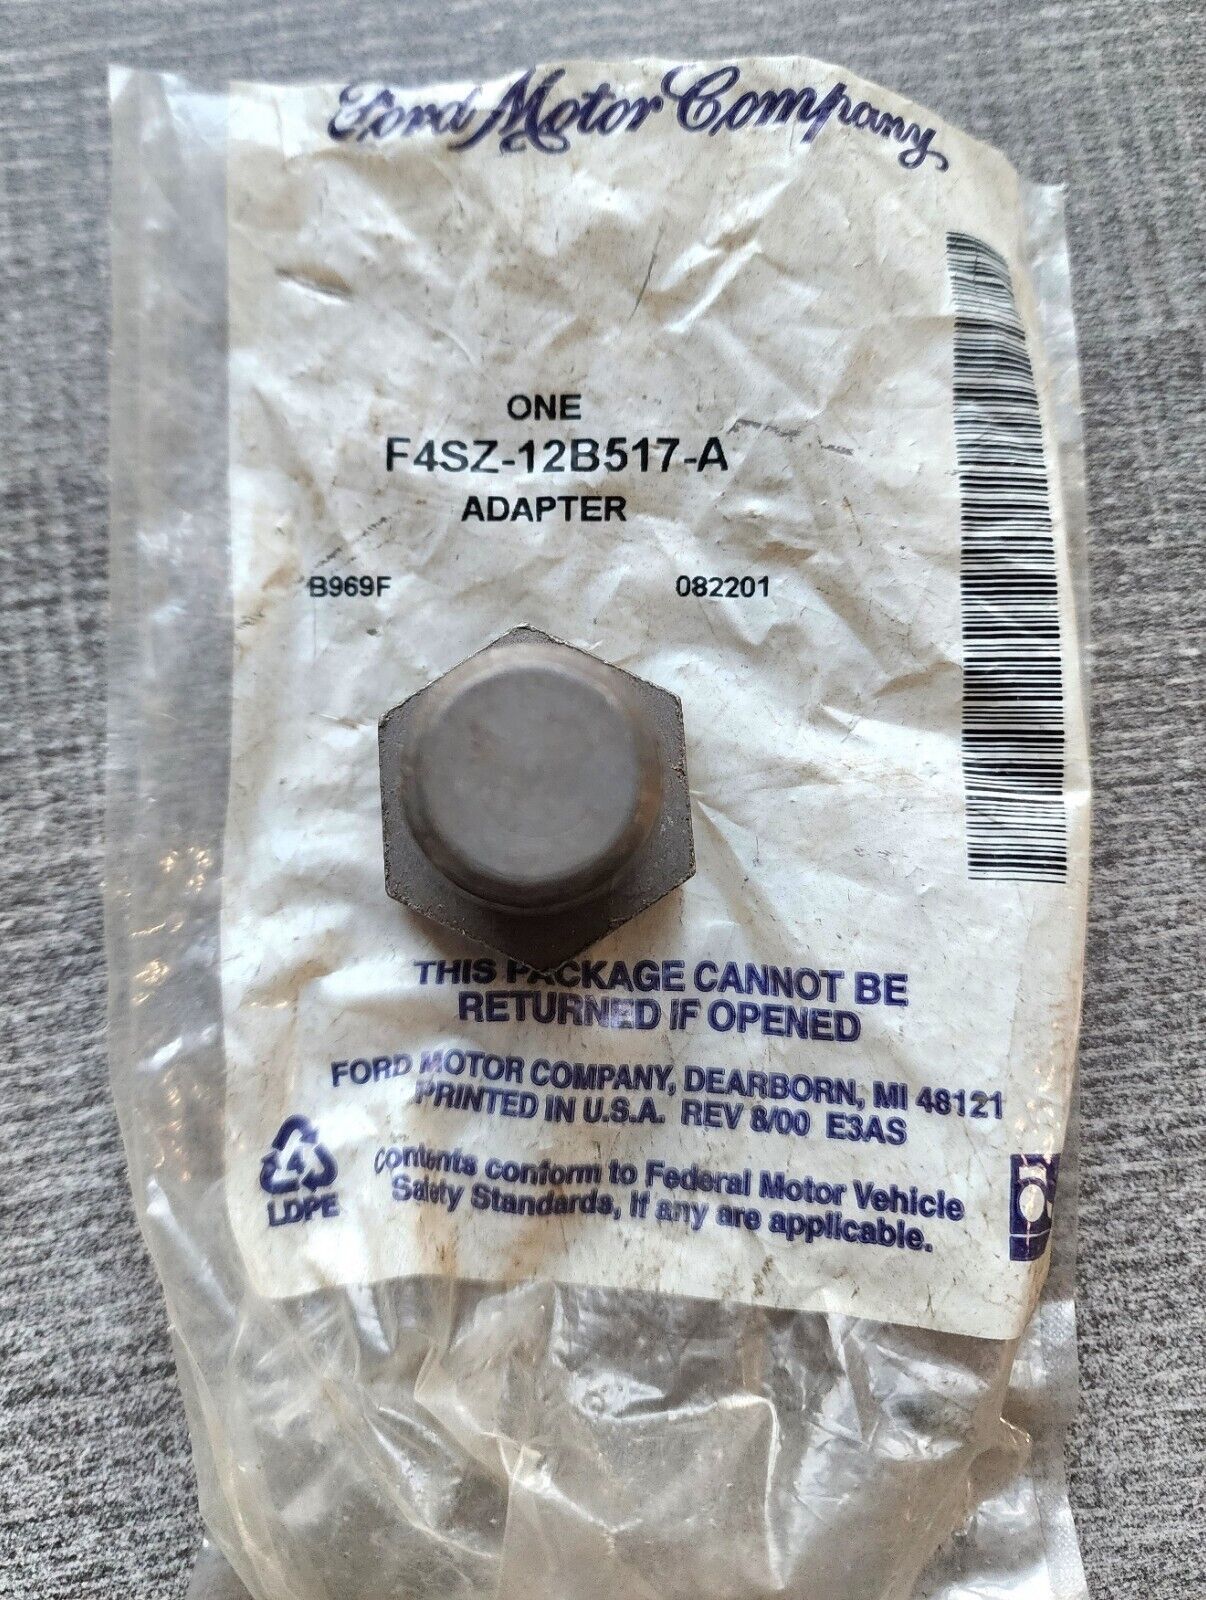 Ford Motor Company
ONE
F4SZ-12B517-A
ADAPTER
B969F 082201
THIS PACKAGE CANNOT BE
RETURNED IF OPENED
FORD MOTOR COMPANY, DEARBORN, MI 48121
PRINTED IN U.S.A. REV 8/00 E3AS
4
LDPE
contents conform to Federal Motor Vehicle
Safety Standards, if any are applicable.